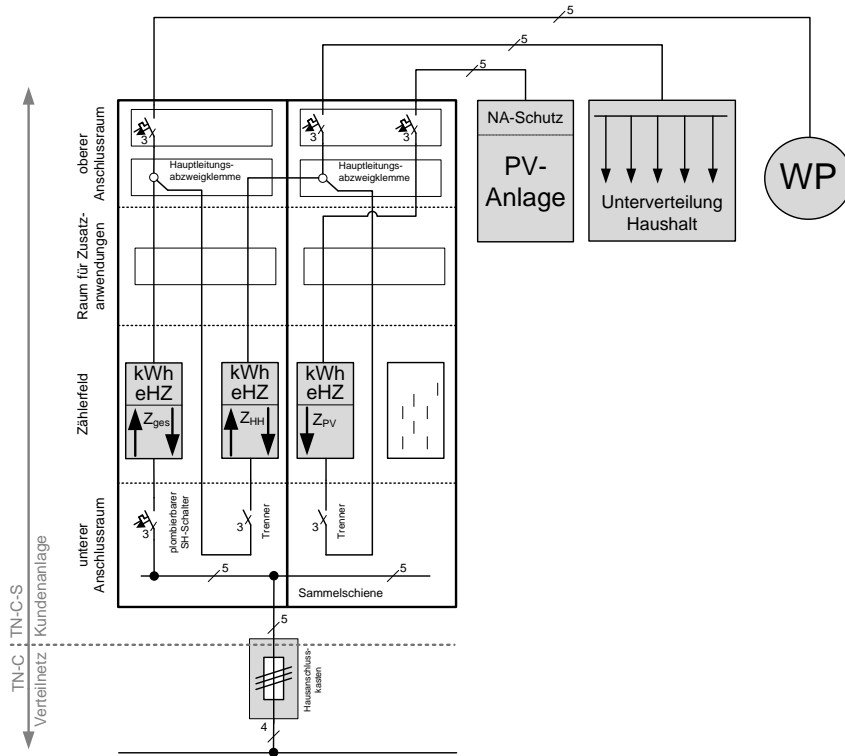 5
5
5
oberer
Anschlussraum
3
3
3
Hauptleitungs-
abzweigklemme
Hauptleitungs-
abzweigklemme
NA-Schutz
PV-
Anlage
Unterverteilung
Haushalt
WP
Raum für Zusatz-
anwendungen
Zählerfeld
kWh
eHZ
Zges
kWh
eHZ
ZHH
kWh
eHZ
ZPV
unterer
Anschlussraum
3
plombierbarer
SH-Schalter
3
Trenner
3
Trenner
5
5
Sammelschiene
5
TN-C-S
Kundenanlage
TN-C
Verteilnetz
Hausanschluss-
kasten
4